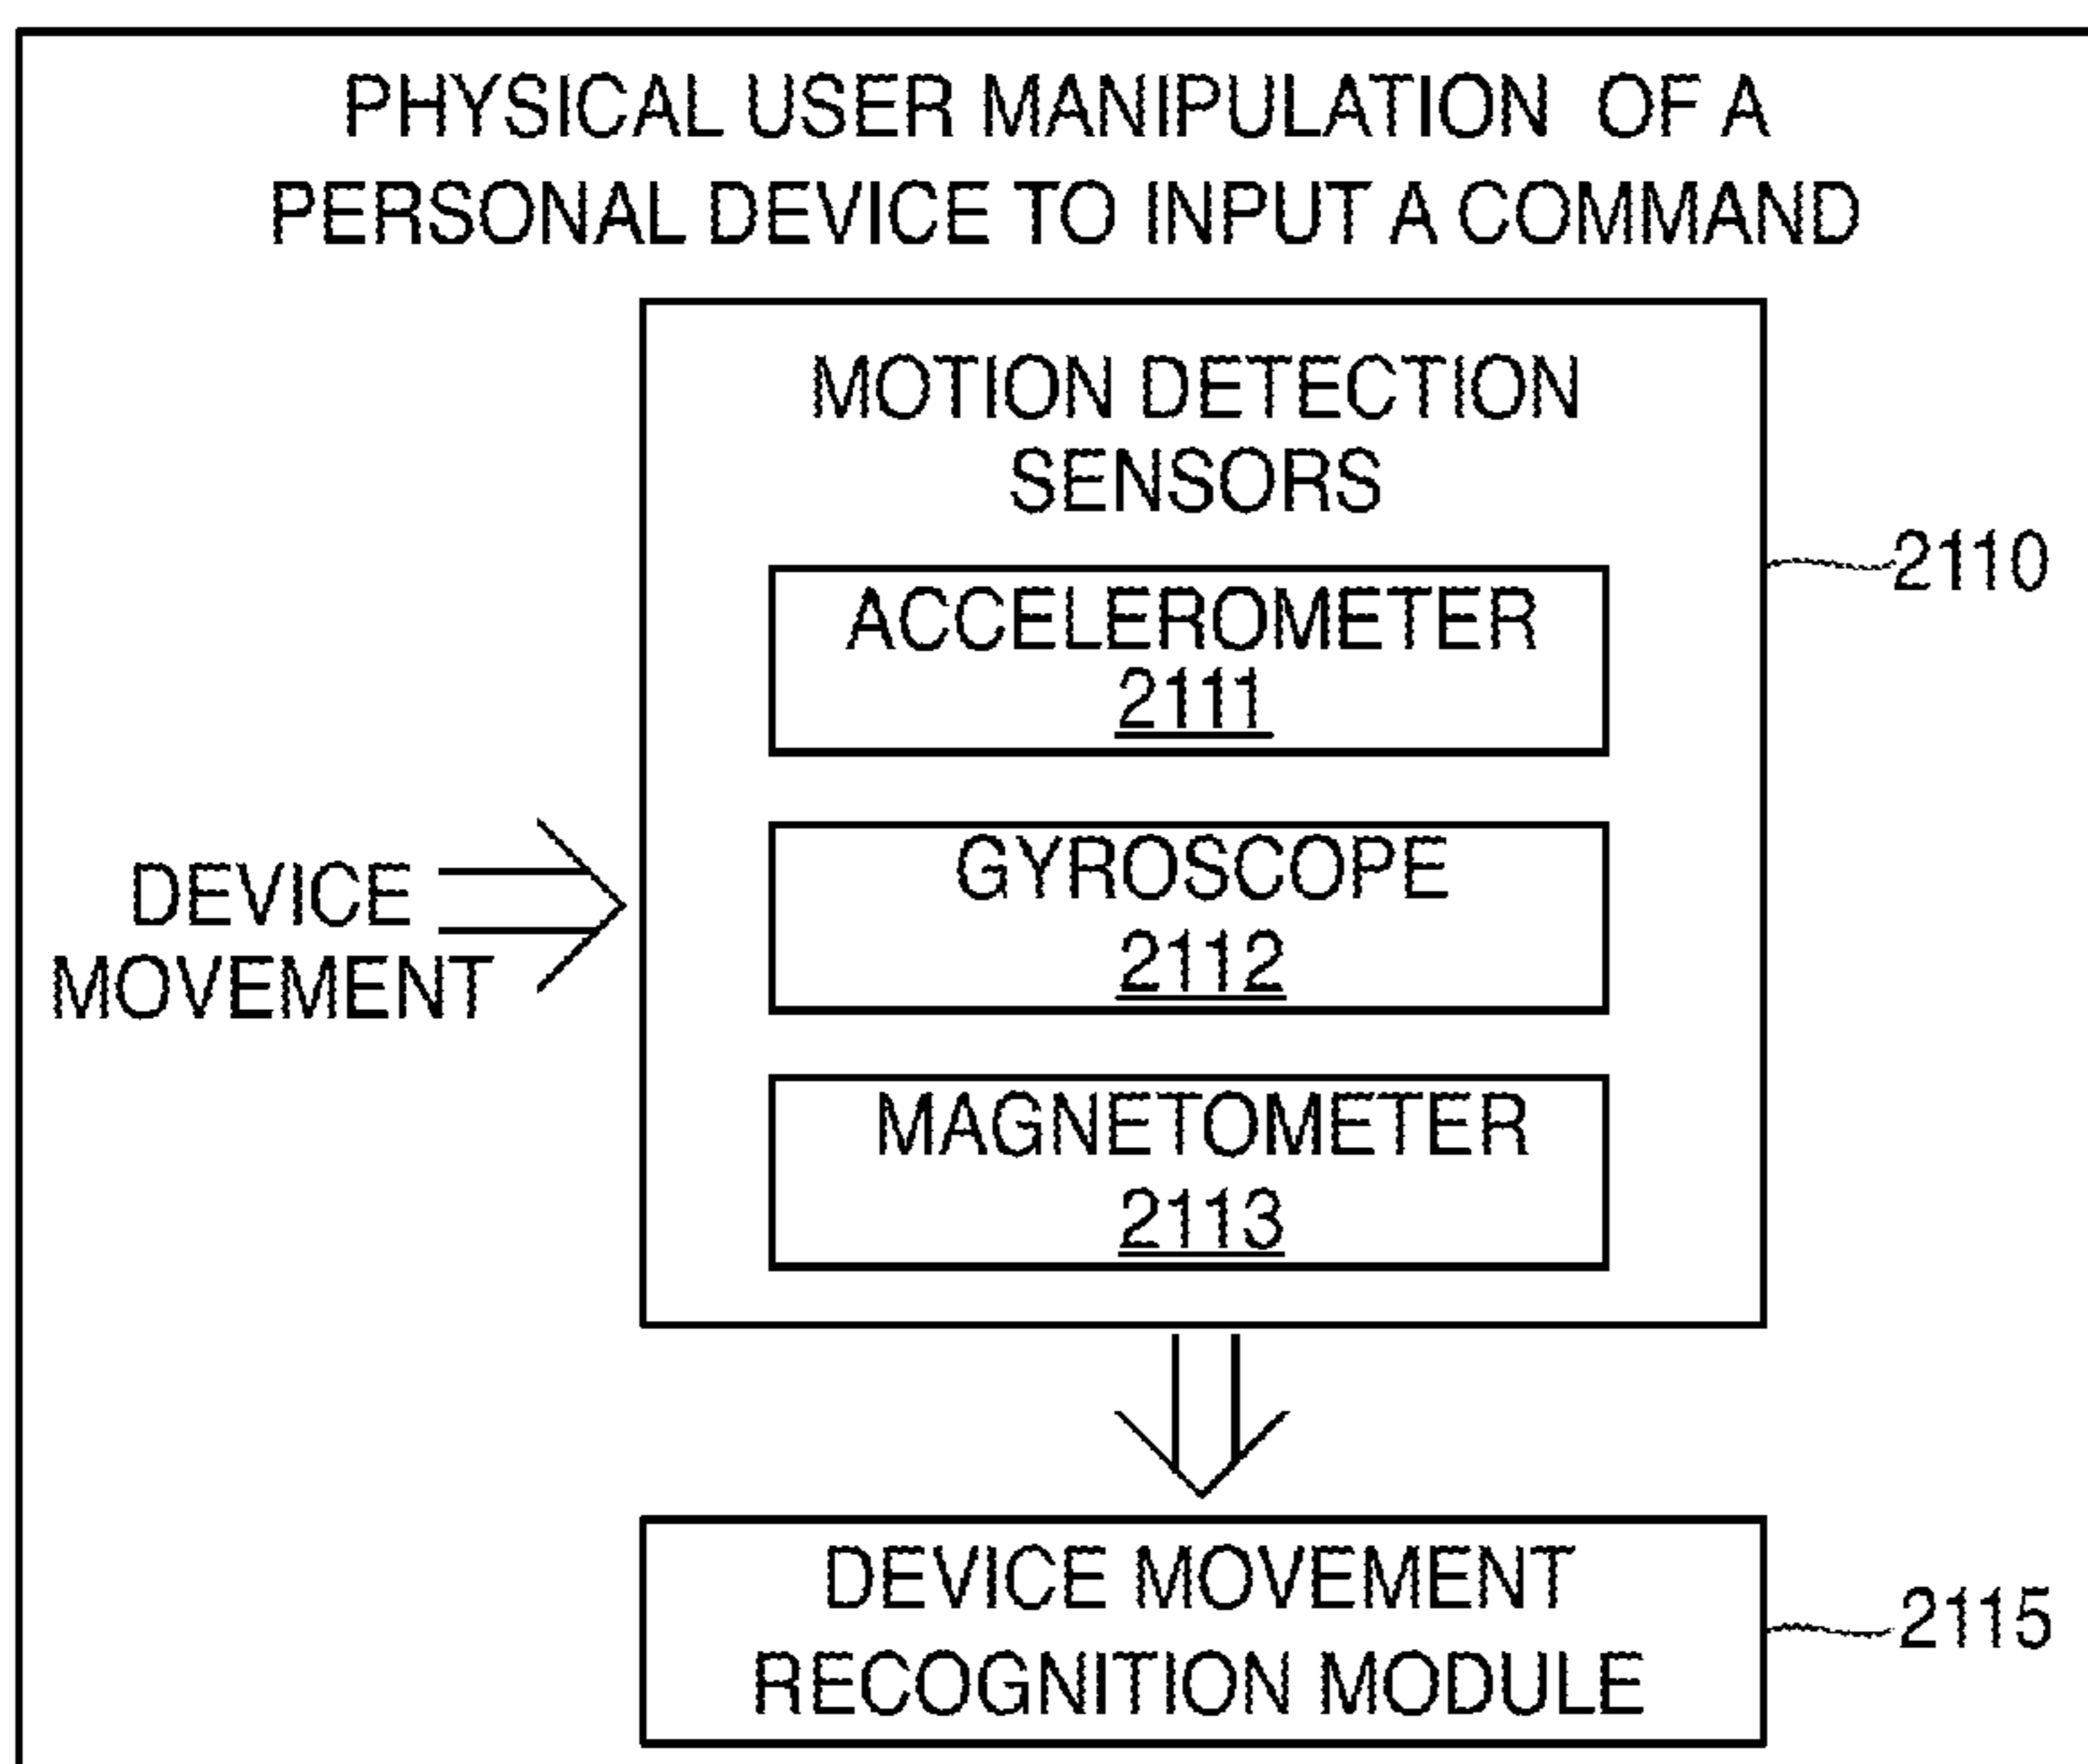 PHYSICAL USER MANIPULATION OF A
PERSONAL DEVICE TO INPUT A COMMAND
MOTION DETECTION
SENSORS
2110
ACCELEROMETER
2111
DEVICE
MOVEMENT
GYROSCOPE
2112
MAGNETOMETER
2113
DEVICE MOVEMENT
RECOGNITION MODULE
2115